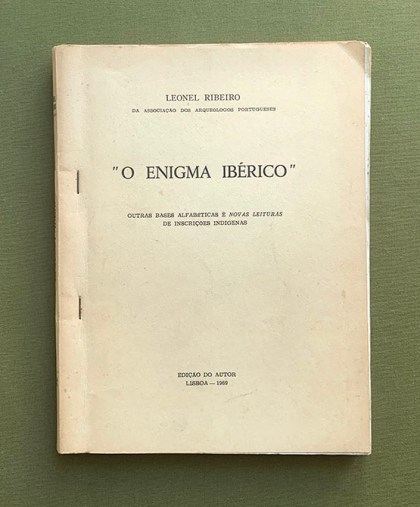 LEONEL RIBEIRO
DA ASSOCIAÇÃO DOS ARQUEÓLOGOS PORTUGUESES
"O ENIGMA IBÉRICO"
OUTRAS BASES ALFABÉTICAS E NOVAS LEITURAS
DE INSCRIÇÕES INDIGENAS
EDIÇÃO DO AUTOR
LISBOA — 1969